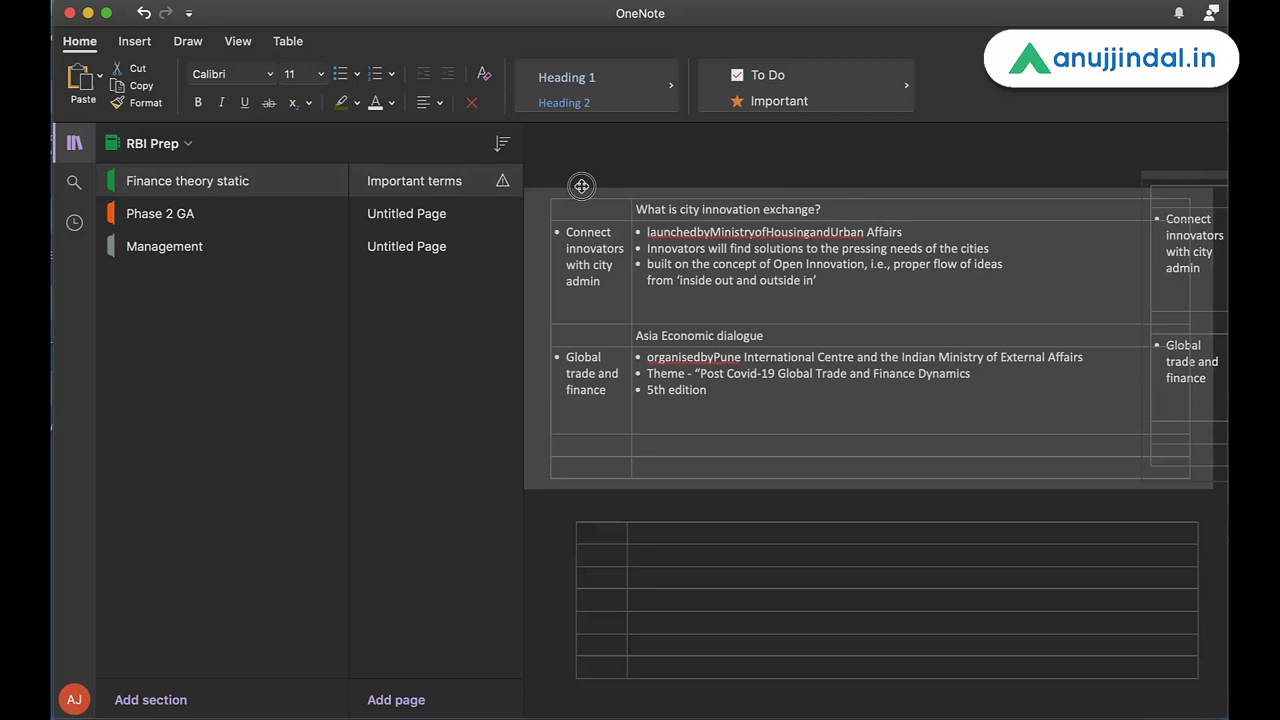 OneNote
Home Insert Draw View Table
anujjindal.in
Paste
Cut
Copy
Format
Calibri 11
B I U ab x
A
Heading 1
Heading 2
To Do
Important
RBI Prep
Finance theory static
Phase 2 GA
Management
Important terms
Untitled Page
Untitled Page
What is city innovation exchange?
• Connect
innovators
with city
admin
• launchedbyMinistryofHousingandUrban Affairs
• Innovators will find solutions to the pressing needs of the cities
• built on the concept of Open Innovation, i.e., proper flow of ideas
from ‘inside out and outside in’
Asia Economic dialogue
• Global
trade and
finance
• organisedbyPune International Centre and the Indian Ministry of External Affairs
• Theme - “Post Covid-19 Global Trade and Finance Dynamics
• 5th edition
• Connect
innovators
with city
admin
• Global
trade and
finance
AJ
Add section
Add page